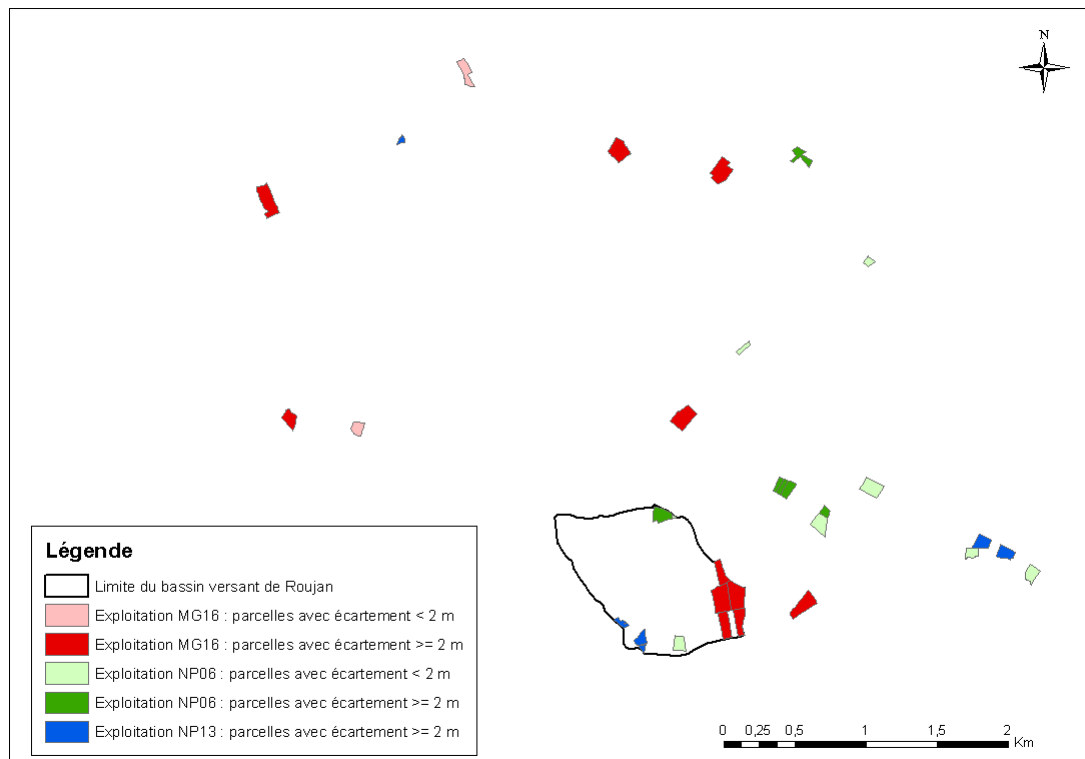 N
Légende
Limite du bassin versant de Roujan
Exploitation MG16 : parcelles avec écartement < 2 m
Exploitation MG16 : parcelles avec écartement >= 2 m
Exploitation NP06 : parcelles avec écartement < 2 m
Exploitation NP06 : parcelles avec écartement >= 2 m
Exploitation NP13 : parcelles avec écartement >= 2 m
0 0,25 0,5 1 1,5 2
Km